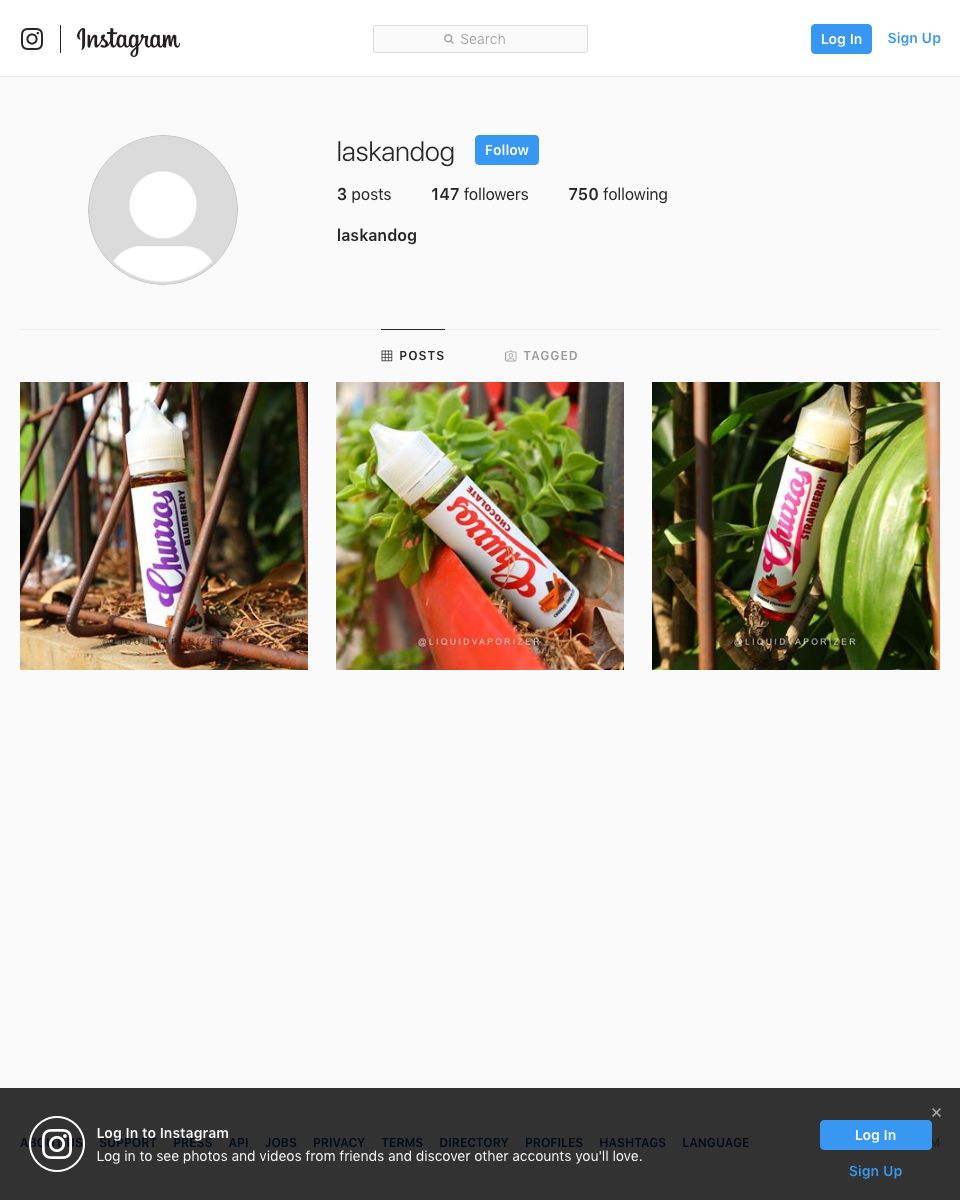 Instagram
Search
Log In
Sign Up
laskandog
Follow
3 posts
147 followers
750 following
laskandog
POSTS
TAGGED
Churros
BLUEBERRY
@LIQUIDVAPORIZER
Churros
CHOCOLATE
@LIQUIDVAPORIZER
Churros
STRAWBERRY
@LIQUIDVAPORIZER
Log In to Instagram
SUPPORT PRESS API JOBS PRIVACY TERMS DIRECTORY PROFILES HASHTAGS LANGUAGE
Log in to see photos and videos from friends and discover other accounts you'll love.
Log In
Sign Up